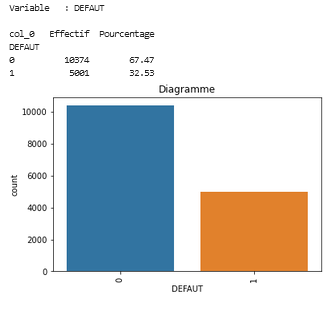 Variable : DEFAUT
col_0 Effectif Pourcentage
DEFAUT
0 10374 67.47
1 5001 32.53
Diagramme
10000
8000
6000
4000
2000
0
count
0 1
DEFAUT